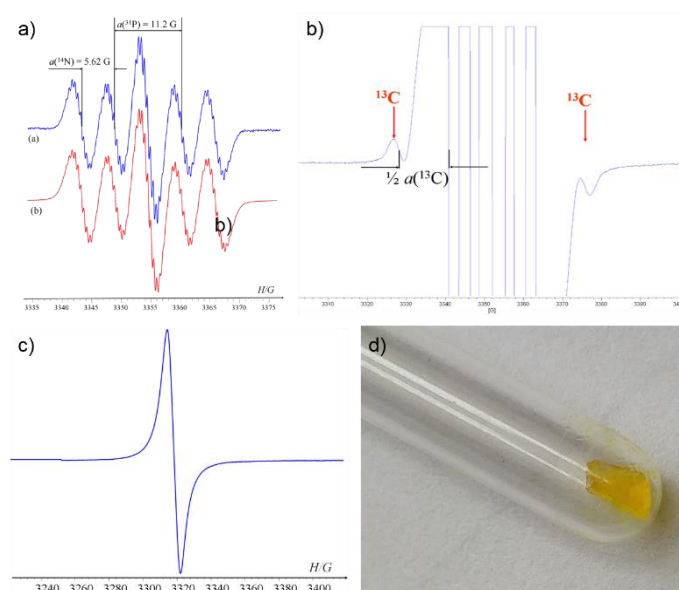 a)
a(³¹P) = 11.2 G
a(¹⁴N) = 5.62 G
(a)
(b)
b)
H/G
3335 3340 3345 3350 3355 3360 3365 3370 3375
b)
¹³C
¹³C
½ a(¹³C)
3310 3320 3330 3340 3350 3360 3370 3380 339
[G]
c)
H/G
3240 3260 3280 3300 3320 3340 3360 3380 3400
d)